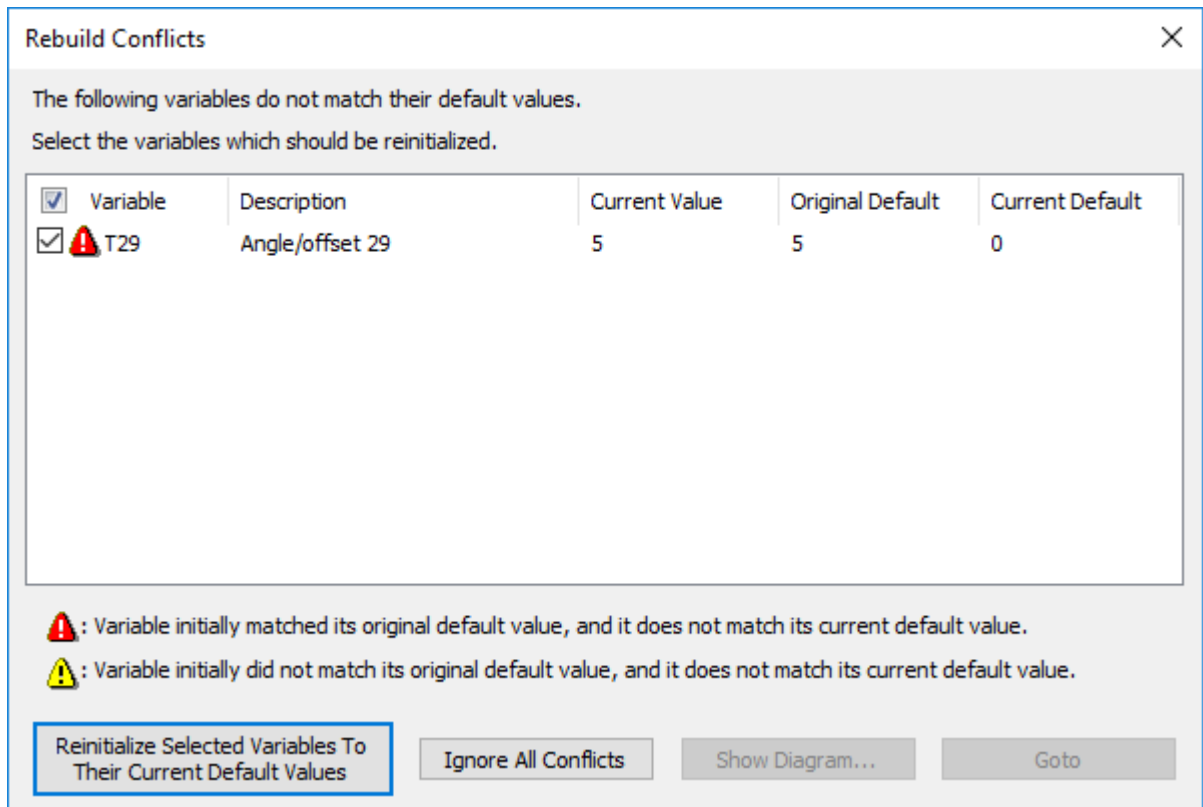 Rebuild Conflicts
The following variables do not match their default values.
Select the variables which should be reinitialized.
Variable Description Current Value Original Default Current Default
T29 Angle/offset 29 5 5 0
: Variable initially matched its original default value, and it does not match its current default value.
: Variable initially did not match its original default value, and it does not match its current default value.
Reinitialize Selected Variables To
Their Current Default Values
Ignore All Conflicts
Show Diagram...
Goto